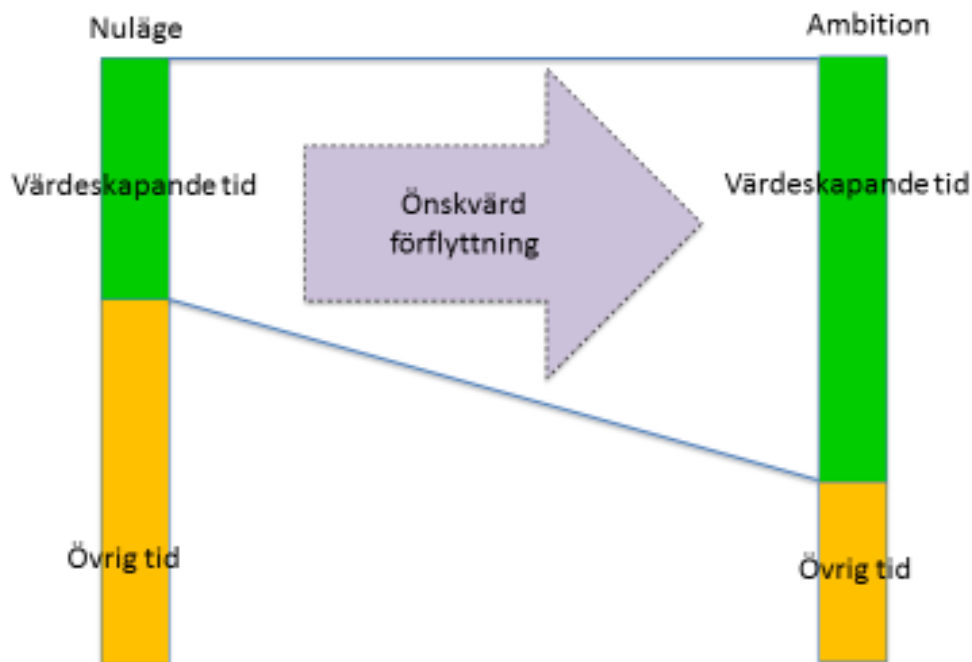 Nuläge
Ambition
Värdeskapande tid
Önskvärd
förflyttning
Värdeskapande tid
Övrig tid
Övrig tid